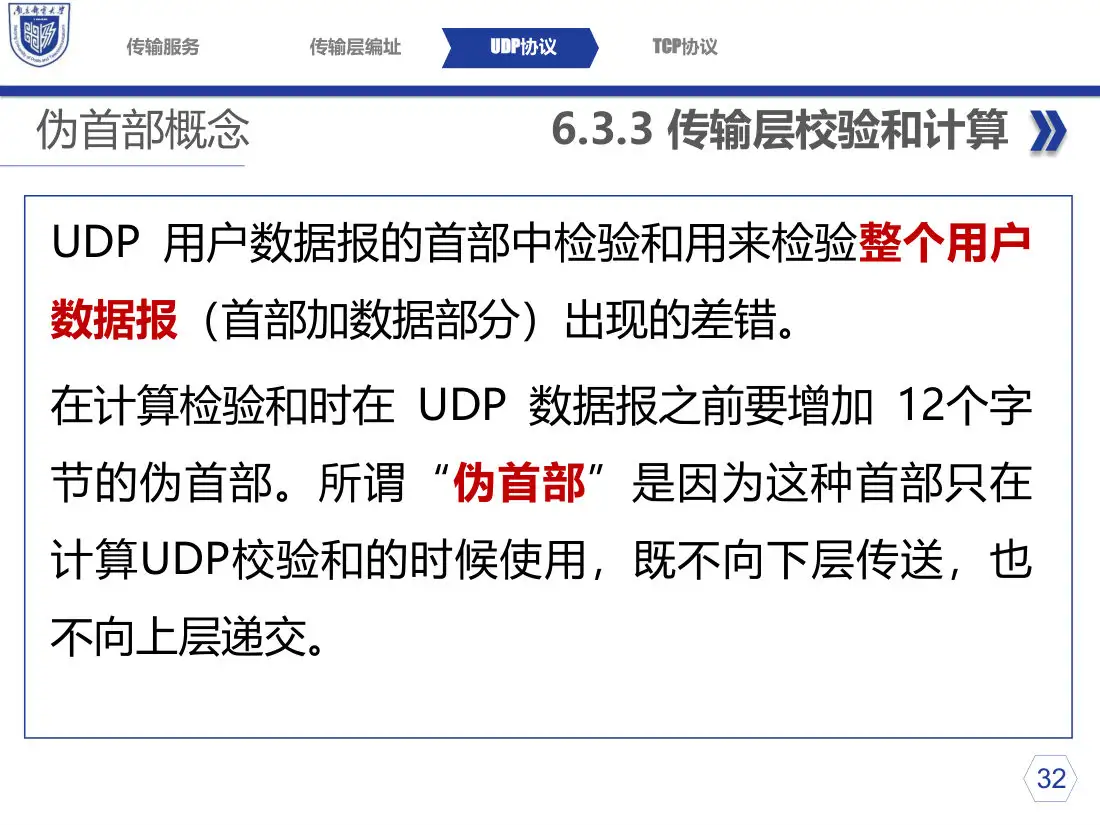 南京邮电大学
传输服务
传输层编址
UDP协议
TCP协议
伪首部概念
6.3.3 传输层校验和计算
UDP 用户数据报的首部中检验和用来检验整个用户
数据报（首部加数据部分）出现的差错。
在计算检验和时在 UDP 数据报之前要增加 12个字
节的伪首部。所谓“伪首部”是因为这种首部只在
计算UDP校验和的时候使用，既不向下层传送，也
不向上层递交。
32